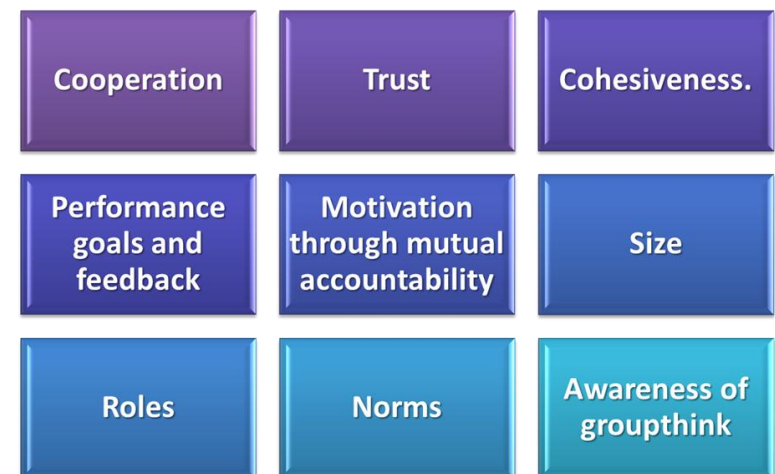 Cooperation
Trust
Cohesiveness.
Performance
goals and
feedback
Motivation
through mutual
accountability
Size
Roles
Norms
Awareness of
groupthink